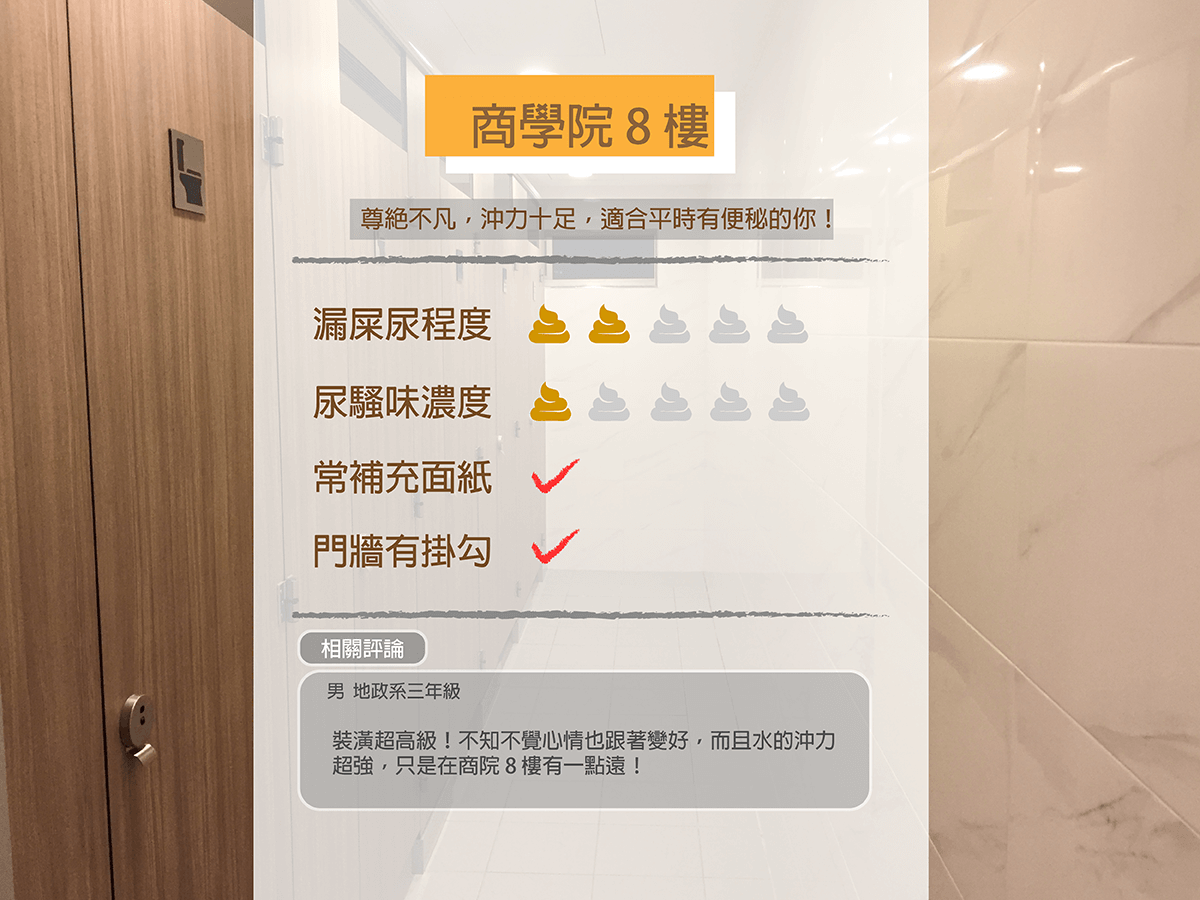 商學院 8 樓
尊絕不凡，沖力十足，適合平時有便秘的你！
漏屎尿程度
尿騷味濃度
常補充面紙
門牆有掛勾
相關評論
男 地政系三年級
裝潢超高級！不知不覺心情也跟著變好，而且水的沖力
超強，只是在商院 8 樓有一點遠！